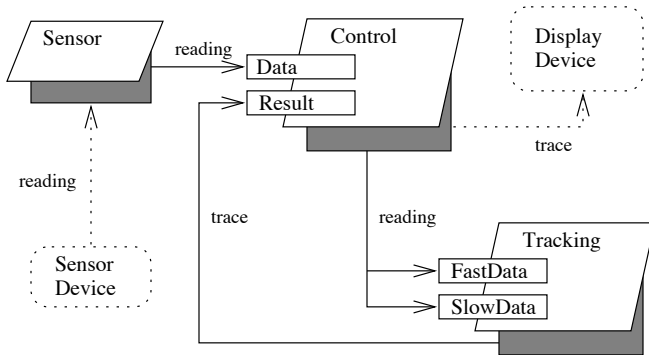 Sensor
reading
Control
Display
Device
Data
Result
trace
reading
trace
reading
Sensor
Device
Tracking
FastData
SlowData